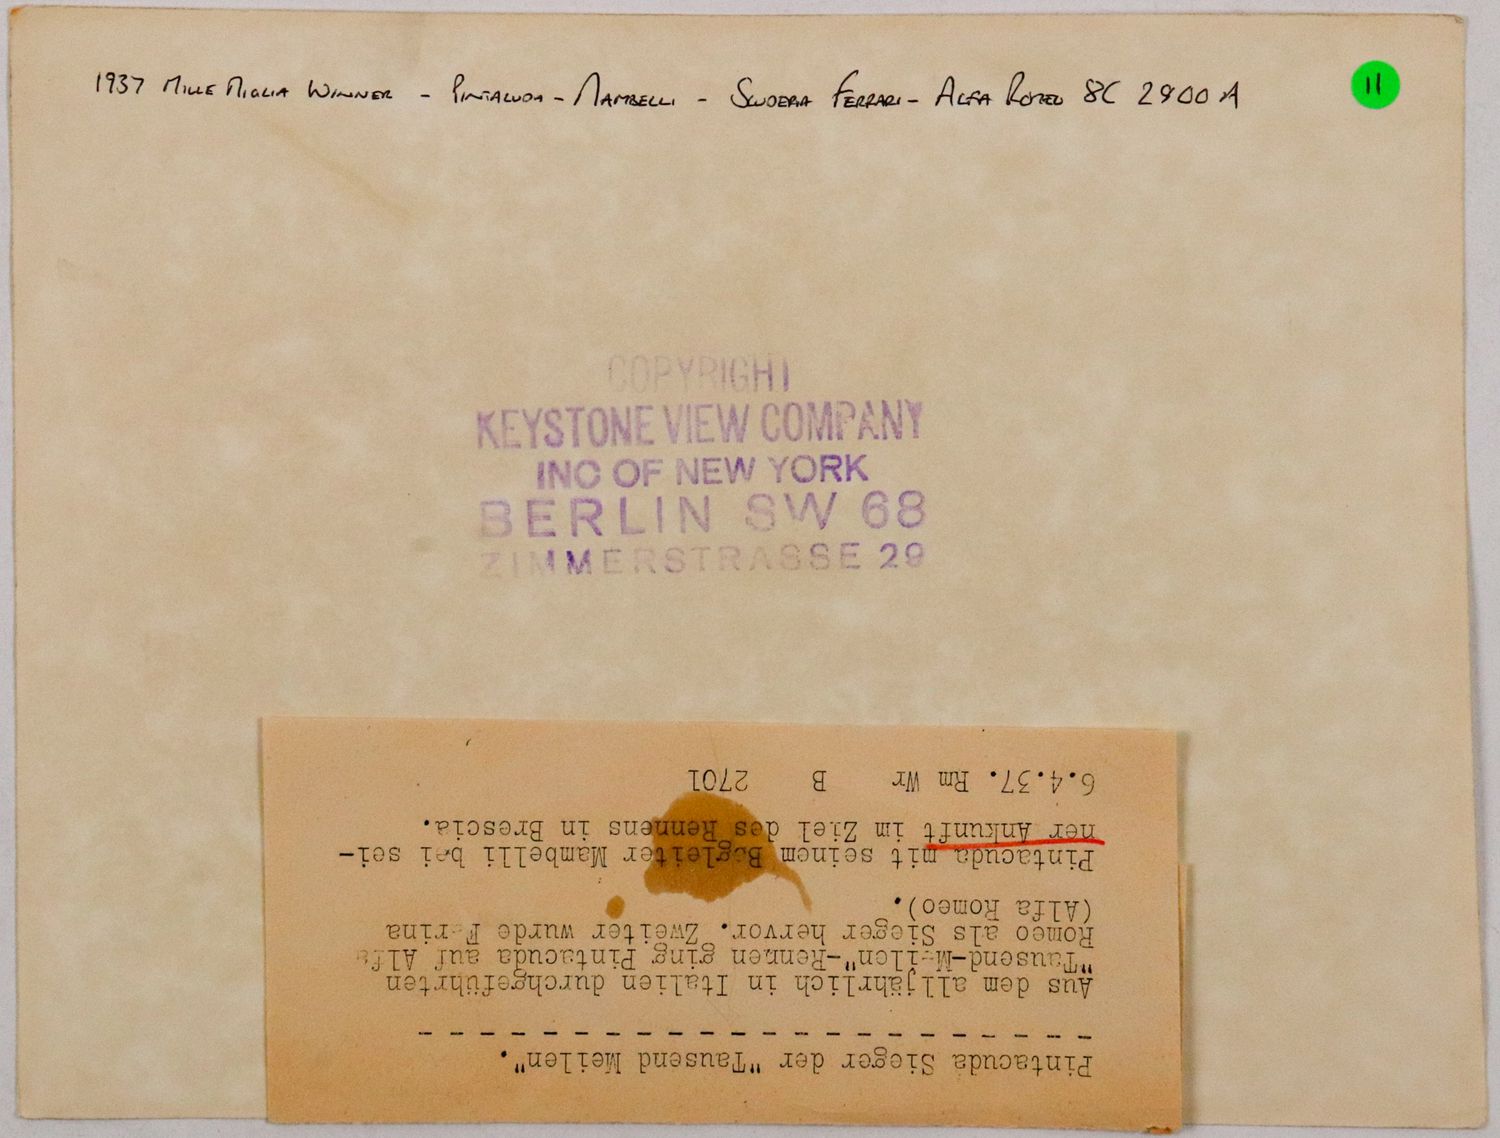 1937 MILLE MIGLIA WINNER - PINTACUDA - MAMBELLI - SCUDERIA FERRARI - ALFA ROMEO 8C 2900 A
11
COPYRIGHT
KEYSTONE VIEW COMPANY
INC OF NEW YORK
BERLIN SW 68
ZIMMERSTRASSE 29
Pintacuda Sieger der "Tausend Meilen".
- - - - - - - - - - - - - - - - - - - - - - -
Aus dem alljährlich in Italien durchgeführten
"Tausend-Meilen"-Rennen ging Pintacuda auf Alfa
Romeo als Sieger hervor. Zweiter wurde Farina
(Alfa Romeo).
Pintacuda mit seinem Begleiter Mambelli bei sei-
ner Ankunft im Ziel des Rennens in Brescia.
6.4.37. Rm Wr B 2701